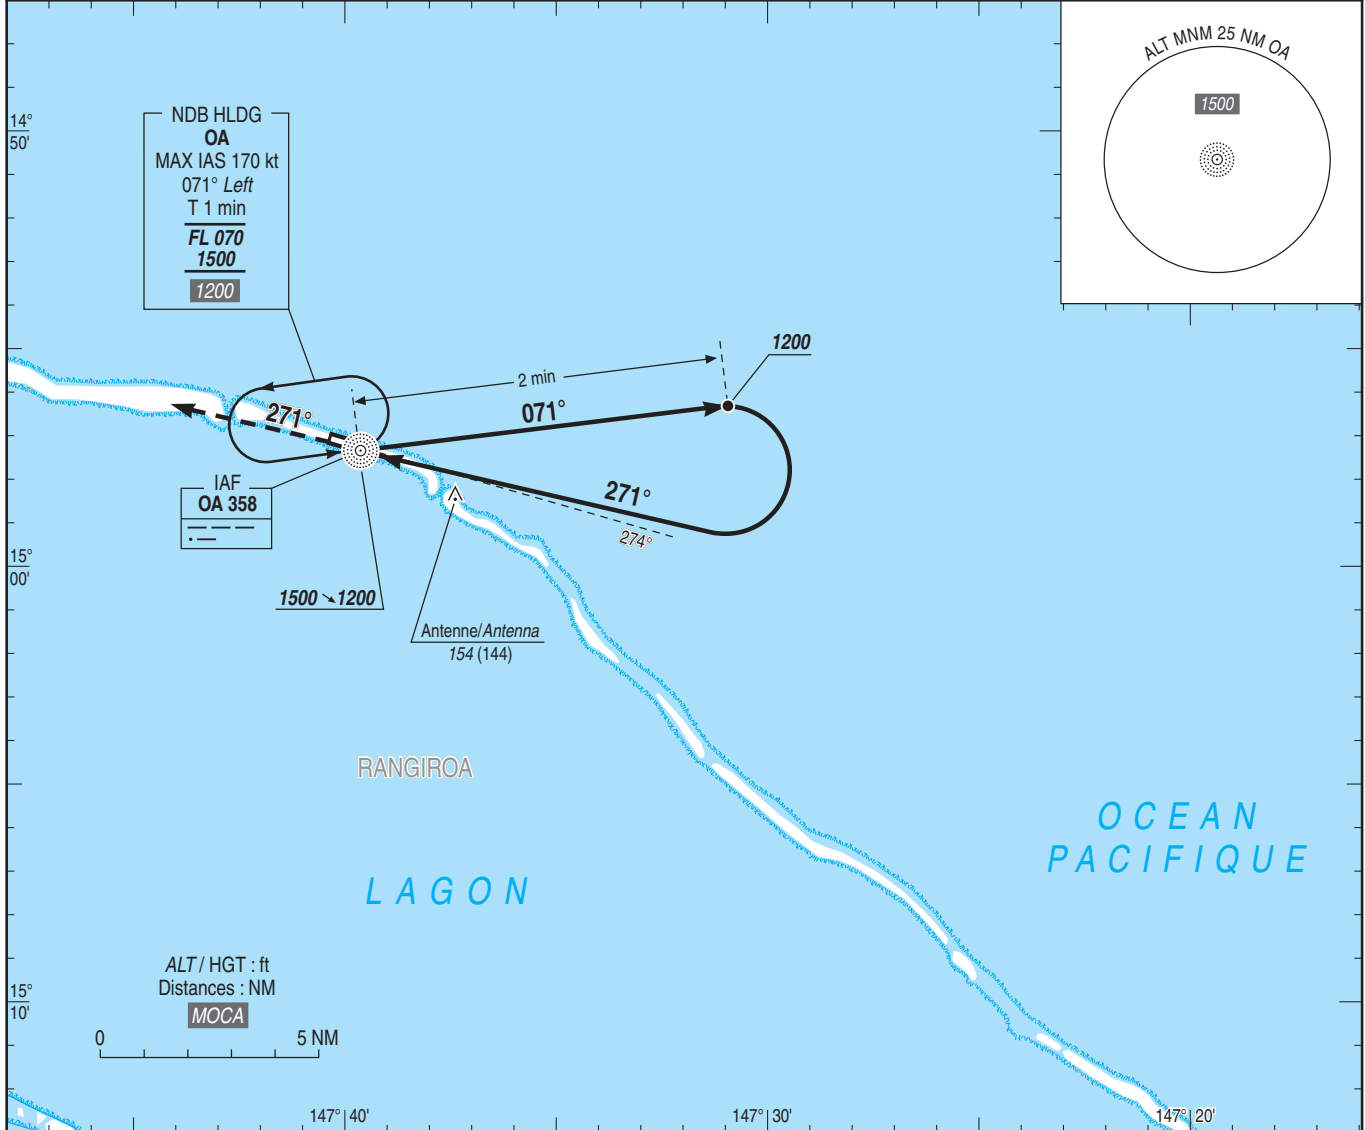 ALT MNM 25 NM OA
1500
14°
50'
NDB HLDG
OA
MAX IAS 170 kt
071° Left
T 1 min
FL 070
1500
1200
1200
2 min
071°
271°
271°
274°
IAF
OA 358
1500 ↘ 1200
15°
00'
Antenne/Antenna
154 (144)
RANGIROA
OCEAN
PACIFIQUE
LAGON
ALT / HGT : ft
Distances : NM
MOCA
15°
10'
0 5 NM
147° 40' 147° 30' 147° 20'